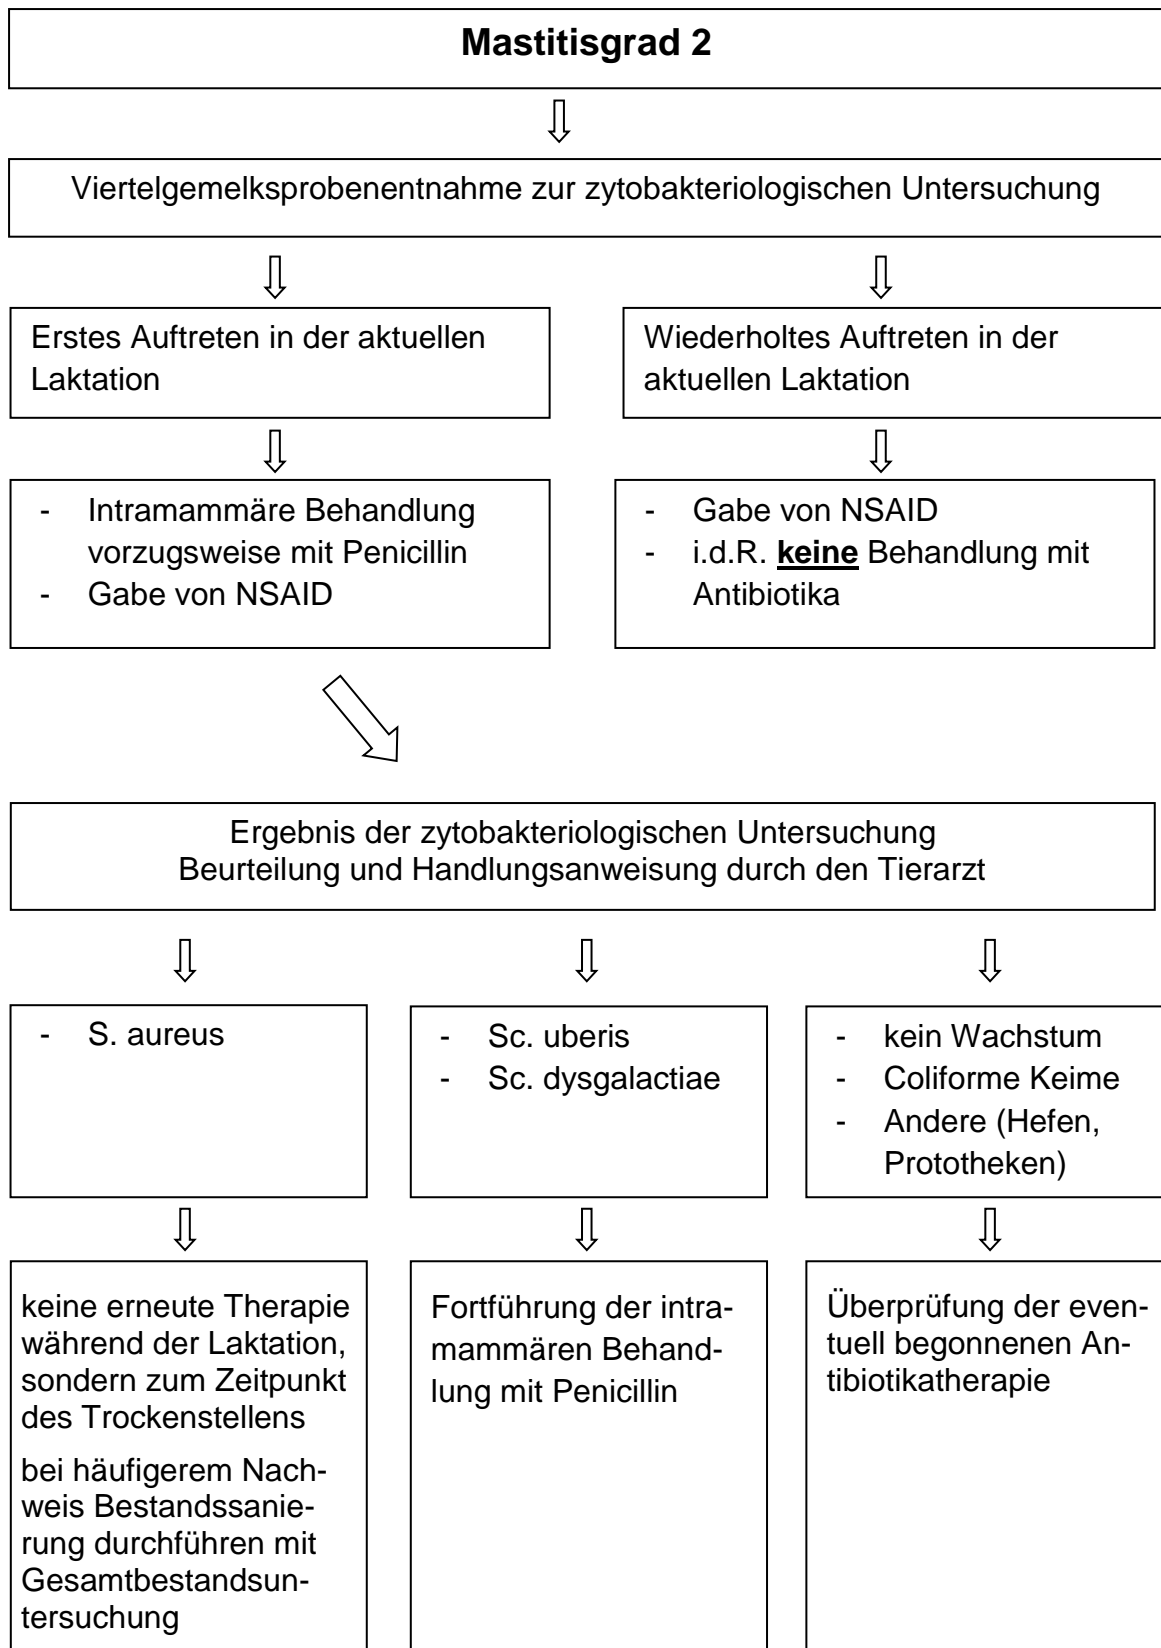 Mastitisgrad 2
Viertelgemelksprobenentnahme zur zytobakteriologischen Untersuchung
Erstes Auftreten in der aktuellen
Laktation
Wiederholtes Auftreten in der
aktuellen Laktation
- Intramammäre Behandlung
vorzugsweise mit Penicillin
- Gabe von NSAID
- Gabe von NSAID
- i.d.R. keine Behandlung mit
Antibiotika
Ergebnis der zytobakteriologischen Untersuchung
Beurteilung und Handlungsanweisung durch den Tierarzt
- S. aureus
- Sc. uberis
- Sc. dysgalactiae
- kein Wachstum
- Coliforme Keime
- Andere (Hefen,
Prototheken)
keine erneute Therapie
während der Laktation,
sondern zum Zeitpunkt
des Trockenstellens
bei häufigerem Nach-
weis Bestandssanie-
rung durchführen mit
Gesamtbestandsun-
tersuchung
Fortführung der intra-
mammären Behand-
lung mit Penicillin
Überprüfung der even-
tuell begonnenen An-
tibiotikatherapie